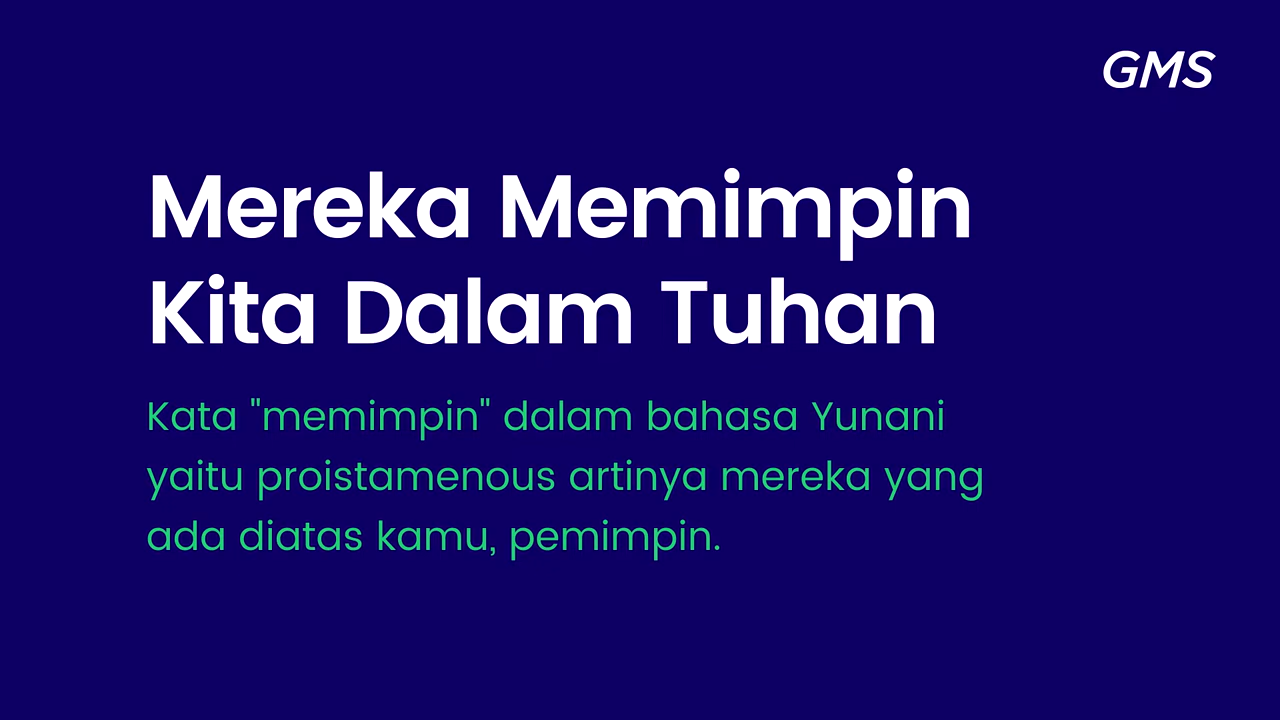 GMS
Mereka Memimpin
Kita Dalam Tuhan
Kata "memimpin" dalam bahasa Yunani
yaitu proistamenous artinya mereka yang
ada diatas kamu, pemimpin.